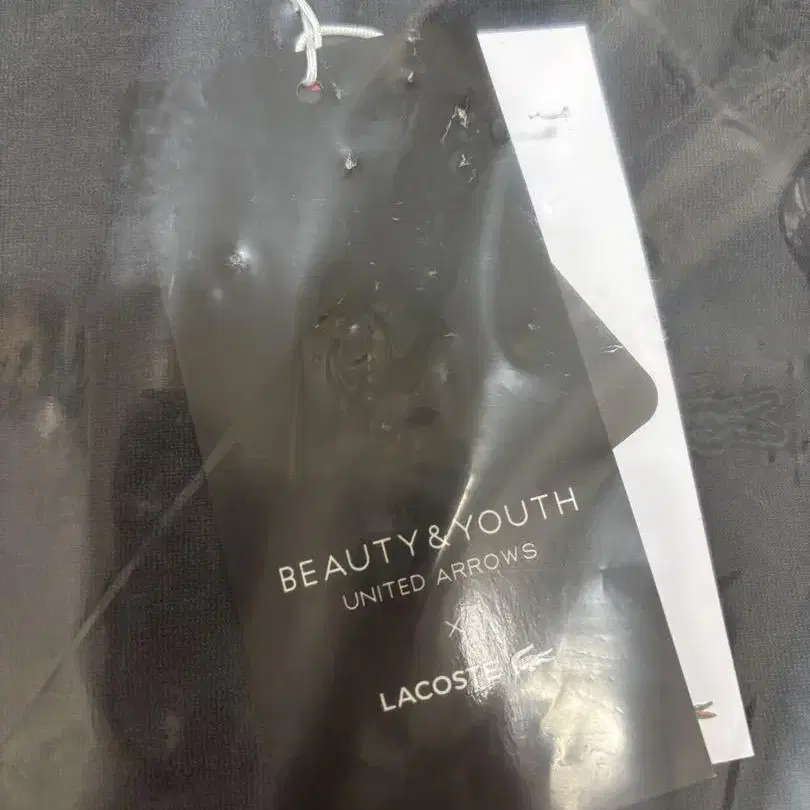 BEAUTY & YOUTH
UNITED ARROWS
×
LACOSTE